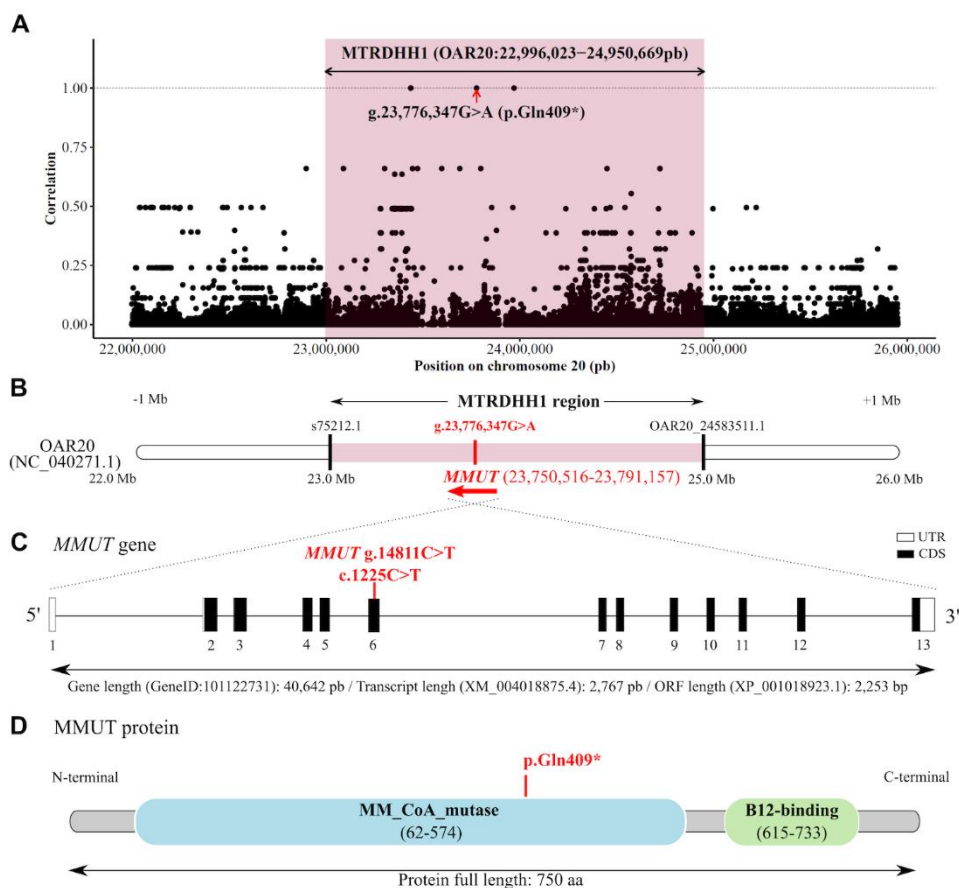 A
MTRDHH1 (OAR20:22,996,023−24,950,669pb)
g.23,776,347G>A (p.Gln409*)
Correlation
1.00
0.75
0.50
0.25
0.00
22,000,000
23,000,000
24,000,000
25,000,000
26,000,000
Position on chromosome 20 (pb)
B
-1 Mb
MTRDHH1 region
+1 Mb
s75212.1
g.23,776,347G>A
OAR20_24583511.1
OAR20
(NC_040271.1)
22.0 Mb
23.0 Mb
25.0 Mb
26.0 Mb
MMUT (23,750,516-23,791,157)
C
MMUT gene
MMUT g.14811C>T
c.1225C>T
UTR
CDS
5'
3'
1
2
3
4
5
6
7
8
9
10
11
12
13
Gene length (GeneID:101122731): 40,642 pb / Transcript lengh (XM_004018875.4): 2,767 pb / ORF length (XP_001018923.1): 2,253 bp
D
MMUT protein
p.Gln409*
N-terminal
C-terminal
MM_CoA_mutase
(62-574)
B12-binding
(615-733)
Protein full length: 750 aa